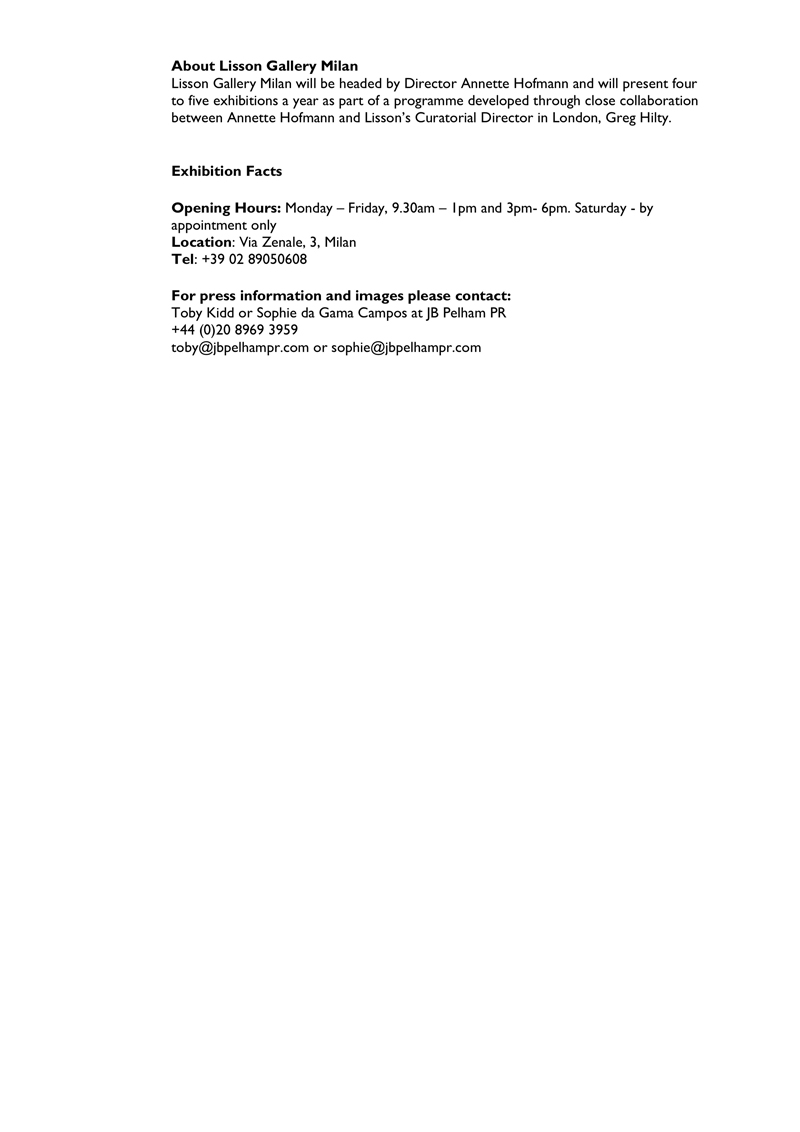 About Lisson Gallery Milan
Lisson Gallery Milan will be headed by Director Annette Hofmann and will present four
to five exhibitions a year as part of a programme developed through close collaboration
between Annette Hofmann and Lisson’s Curatorial Director in London, Greg Hilty.
Exhibition Facts
Opening Hours: Monday – Friday, 9.30am – 1pm and 3pm- 6pm. Saturday - by
appointment only
Location: Via Zenale, 3, Milan
Tel: +39 02 89050608
For press information and images please contact:
Toby Kidd or Sophie da Gama Campos at JB Pelham PR
+44 (0)20 8969 3959
toby@jbpelhampr.com or sophie@jbpelhampr.com